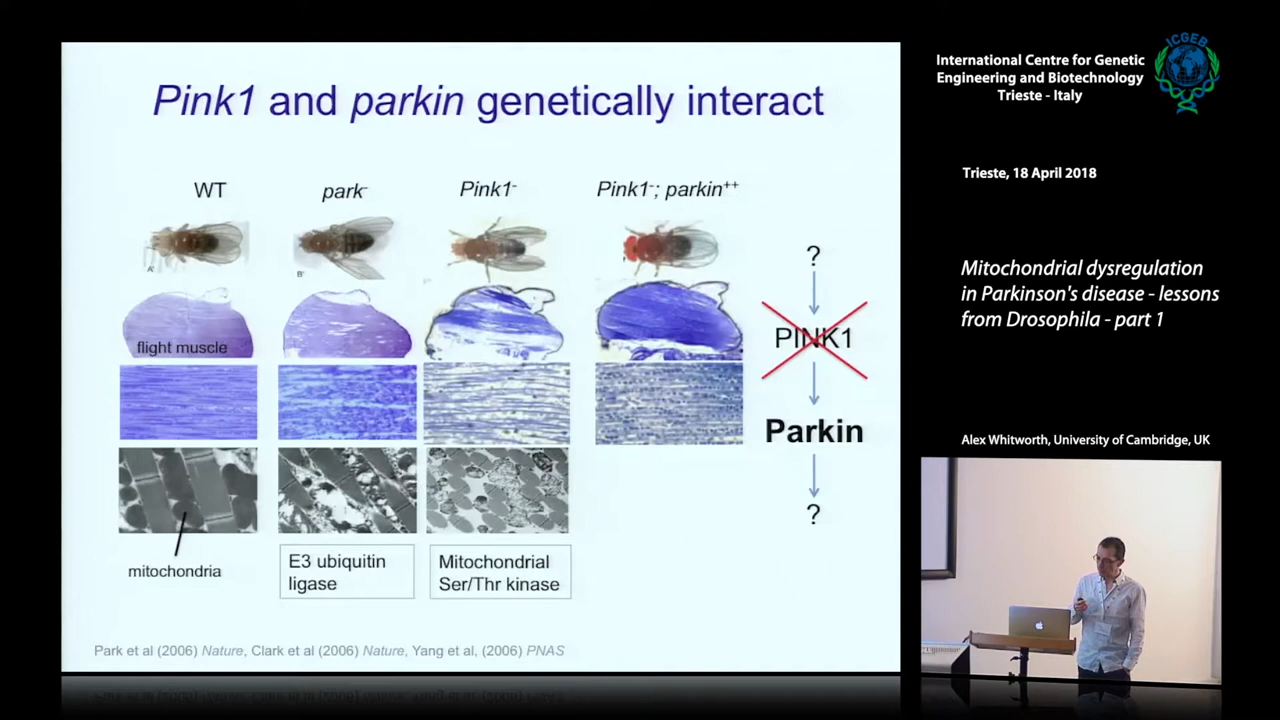 Pink1 and parkin genetically interact
WT
park-
Pink1-
Pink1-; parkin++
A'
B'
flight muscle
mitochondria
E3 ubiquitin
ligase
Mitochondrial
Ser/Thr kinase
?
PINK1
Parkin
?
Park et al (2006) Nature, Clark et al (2006) Nature, Yang et al, (2006) PNAS
International Centre for Genetic
Engineering and Biotechnology
Trieste - Italy
ICGEB
Trieste, 18 April 2018
Mitochondrial dysregulation
in Parkinson's disease - lessons
from Drosophila - part 1
Alex Whitworth, University of Cambridge, UK